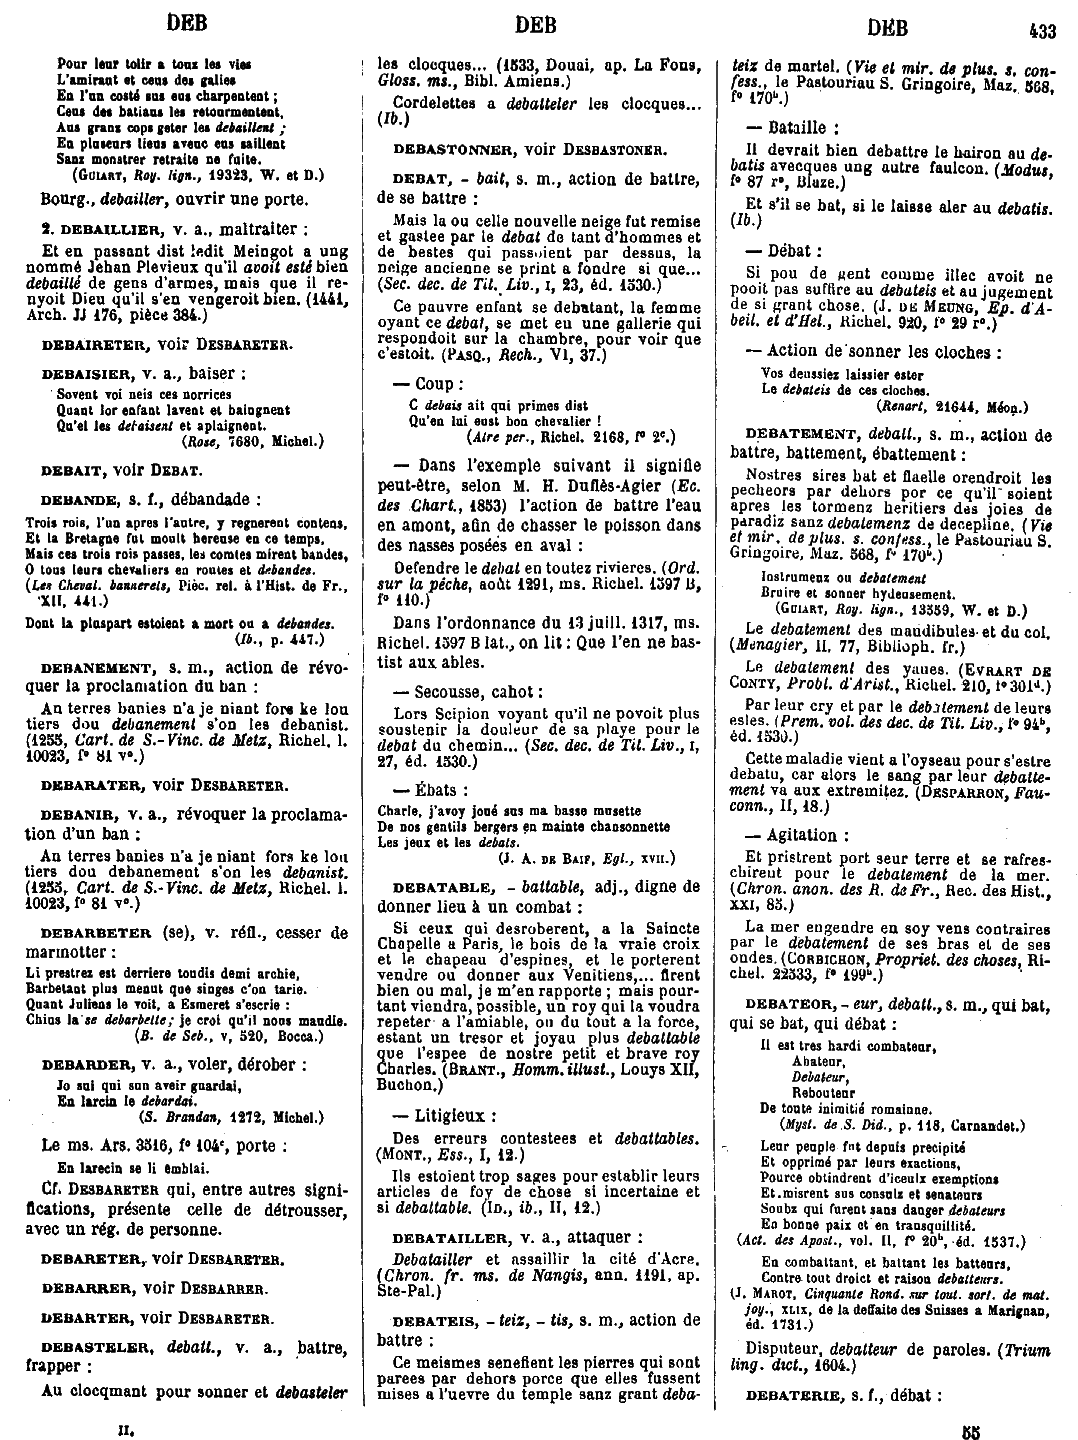 DEB
DEB
DEB
433
Pour leur tolir a touz les vies
L'amirant et ceus des galies
En l'un costé sus eus charpentent ;
Ceus des batiaus les retourmentent,
Aus granz cops geter les debaillent ;
En pluseurs lieus avenc eus saillent
Sanz monstrer retraite ne fuite.
(GUIART, Roy. lign., 19323, W. et D.)
Bourg., debailler, ouvrir une porte.
2. DEBAILLIER, v. a., maltraiter :
Et en passant dist ledit Meingot a ung
nommé Jehan Plevieux qu'il avoit esté bien
debaillé de gens d'armes, mais que il re-
nyoit Dieu qu'il s'en vengeroit bien. (1441,
Arch. JJ 176, pièce 384.)
DEBAIRETER, voir DESBARETER.
DEBAISIER, v. a., baiser :
Sovent voi neis ces norrices
Quant lor enfant lavent et baingnent
Qu'el les debaisent et aplaignent.
(Rose, 7680, Michel.)
DEBAIT, voir DEBAT.
DEBANDE, s. f., débandade :
Trois rois, l'un apres l'autre, y regnerent contens,
Et la Bretagne fut moult hereuse en ce temps,
Mais ces trois rois passes, les comtes mirent bandes,
O tous leurs chevaliers en routes et debandes.
(Les Cheval. bannerets, Pièc. rel. à l'Hist. de Fr.,
XII, 441.)
Dont la pluspart estoient a mort ou a debandes.
(Ib., p. 447.)
DEBANEMENT, s. m., action de révo-
quer la proclamation du ban :
An terres banies n'a je niant fors ke lou
tiers dou debanement s'on les debanist.
(1255, Cart. de S.-Vinc. de Metz, Richel. l.
10023, f° 81 v°.)
DEBARATER, voir DESBARETER.
DEBANIR, v. a., révoquer la proclama-
tion d'un ban :
An terres banies n'a je niant fors ke lou
tiers dou debanement s'on les debanist.
(1255, Cart. de S.-Vinc. de Metz, Richel. l.
10023, f° 81 v°.)
DEBARBETER (se), v. réfl., cesser de
marmotter :
Li prestrez est derriere toudis demi archie,
Barbetant plus menut que singes c'on tarie.
Quant Juliens le voit, a Esmeret s'escrie :
Chius la se debarbette; je croi qu'il nous maudie.
(B. de Seb., v, 520, Bocca.)
DEBARDER, v. a., voler, dérober :
Jo sui qui sun aveir guardai,
En larcin le debardai.
(S. Brandan, 1272, Michel.)
Le ms. Ars. 3516, f° 104c, porte :
En larecin se li emblai.
Cf. DESBARETER qui, entre autres signi-
fications, présente celle de détrousser,
avec un rég. de personne.
DEBARETER, voir DESBARETER.
DEBARRER, voir DESBARRER.
DEBARTER, voir DESBARETER.
DEBASTELER, debatt., v. a., battre,
frapper :
Au clocqmant pour sonner et debasteler
les clocques... (1533, Douai, ap. La Fons,
Gloss. ms., Bibl. Amiens.)
Cordelettes a debatteler les clocques...
(Ib.)
DEBASTONNER, voir DESBASTONER.
DEBAT, - bait, s. m., action de battre,
de se battre :
Mais la ou celle nouvelle neige fut remise
et gastee par le debat de tant d'hommes et
de bestes qui passoient par dessus, la
neige ancienne se print a fondre si que...
(Sec. dec. de Tit. Liv., I, 23, éd. 1530.)
Ce pauvre enfant se debatant, la femme
oyant ce debat, se met eu une gallerie qui
respondoit sur la chambre, pour voir que
c'estoit. (PASQ., Rech., VI, 37.)
— Coup :
C debais ait qui primes dist
Qu'en lui eust bon chevalier !
(Atre per., Richel. 2168, f° 2c.)
— Dans l'exemple suivant il signifie
peut-être, selon M. H. Duflès-Agier (Ec.
des Chart., 1853) l'action de battre l'eau
en amont, afin de chasser le poisson dans
des nasses posées en aval :
Defendre le debat en toutez rivieres. (Ord.
sur la pêche, août 1291, ms. Richel. 1597 B,
f° 110.)
Dans l'ordonnance du 13 juill. 1317, ms.
Richel. 1597 B lat., on lit : Que l'en ne bas-
tist aux ables.
— Secousse, cahot :
Lors Scipion voyant qu'il ne povoit plus
soustenir la douleur de sa playe pour le
debat du chemin... (Sec. dec. de Tit. Liv., I,
27, éd. 1530.)
— Ébats :
Charle, j'avoy joué sus ma basse musette
De nos gentils bergers en mainte chansonnette
Les jeux et les debats.
(J. A. DE BAIF, Egl., XVII.)
DEBATABLE, - battable, adj., digne de
donner lieu à un combat :
Si ceux qui desroberent, a la Saincte
Chapelle a Paris, le bois de la vraie croix
et le chapeau d'espines, et le porterent
vendre ou donner aux Venitiens,... firent
bien ou mal, je m'en rapporte ; mais pour-
tant viendra, possible, un roy qui la voudra
repeter a l'amiable, ou du tout a la force,
estant un tresor et joyau plus debattable
que l'espee de nostre petit et brave roy
Charles. (BRANT., Homm. illust., Louys XII,
Buchon.)
— Litigieux :
Des erreurs contestees et debattables.
(MONT., Ess., I, 12.)
Ils estoient trop sages pour establir leurs
articles de foy de chose si incertaine et
si debattable. (ID., ib., II, 12.)
DEBATAILLER, v. a., attaquer :
Debatailler et assaillir la cité d'Acre.
(Chron. fr. ms. de Nangis, ann. 1191, ap.
Ste-Pal.)
DEBATEIS, - teiz, - tis, s. m., action de
battre :
Ce meismes senefient les pierres qui sont
parees par dehors porce que elles fussent
mises a l'uevre du temple sanz grant deba-
teiz de martel. (Vie et mir. de plus. s. con-
fess., le Pastouriau S. Gringoire, Maz. 568,
f° 170b.)
— Bataille :
Il devrait bien debattre le hairon au de-
batis avecques ung autre faulcon. (Modus,
f° 87 r°, Blaze.)
Et s'il se bat, si le laisse aler au debatis.
(Ib.)
— Débat :
Si pou de gent comme illec avoit ne
pooit pas suffire au debateis et au jugement
de si grant chose. (J. DE MEUNG, Ep. d'A-
beil. et d'Hel., Richel. 920, f° 29 r°.)
— Action de sonner les cloches :
Vos deussiez laissier ester
Le debateis de ces cloches.
(Renart, 21644, Méon.)
DEBATEMENT, debatt., s. m., action de
battre, battement, ébattement :
Nostres sires bat et flaelle orendroit les
pecheors par dehors por ce qu'il soient
apres les tormenz heritiers des joies de
paradiz sanz debatemenz de decepline. (Vie
et mir. de plus. s. confess., le Pastouriau S.
Gringoire, Maz. 568, f° 170b.)
Instrumenz ou debatement
Bruire et sonner hydeusement.
(GUIART, Roy. lign., 13559, W. et D.)
Le debatement des maudibules et du col.
(Menagier, II, 77, Biblioph. fr.)
Le debatement des yaues. (EVRART DE
CONTY, Probl. d'Arist., Richel. 210, f° 301d.)
Par leur cry et par le debatement de leurs
esles. (Prem. vol. des dec. de Tit. Liv., f° 94b,
éd. 1530.)
Cette maladie vient a l'oyseau pour s'estre
debatu, car alors le sang par leur debatte-
ment va aux extremitez. (DESPARRON, Fau-
conn., II, 18.)
— Agitation :
Et pristrent port seur terre et se rafres-
chireut pour le debatement de la mer.
(Chron. anon. des R. de Fr., Rec. des Hist.,
XXI, 85.)
La mer engendre en soy vens contraires
par le debatement de ses bras et de ses
ondes. (CORBICHON, Propriet. des choses, Ri-
chel. 22533, f° 199b.)
DEBATEOR, - eur, debatt., s. m., qui bat,
qui se bat, qui débat :
Il est tres hardi combateur,
Abateur,
Debateur,
Rebouteur
De toute inimitié romaine.
(Myst. de S. Did., p. 118, Carnandet.)
Leur peuple fut depuis precipité
Et opprimé par leurs exactions,
Pource obtindrent d'iceulx exemptions
Et misrent sus consulz et senateurs
Soubz qui furent sans danger debateurs
En bonne paix et en transquillité.
(Act. des Apost., vol. II, f° 20b, éd. 1537.)
En combattant, et battant les batteurs,
Contre tout droict et raison debatteurs.
(J. MAROT, Cinquante Rond. sur tout. sort. de mat.
joy., XLIX, de la deffaite des Suisses a Marignan,
éd. 1731.)
Disputeur, debatteur de paroles. (Trium
ling. dict., 1604.)
DEBATERIE, s. f., débat :
II.
55